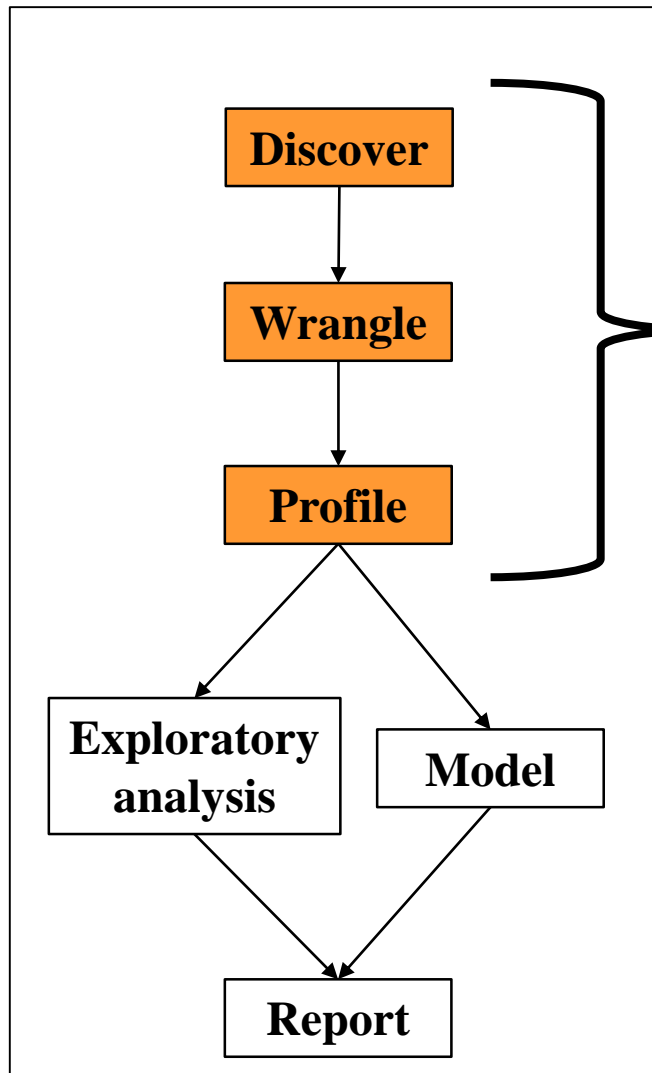 Discover
Wrangle
Profile
Exploratory
analysis
Model
Report